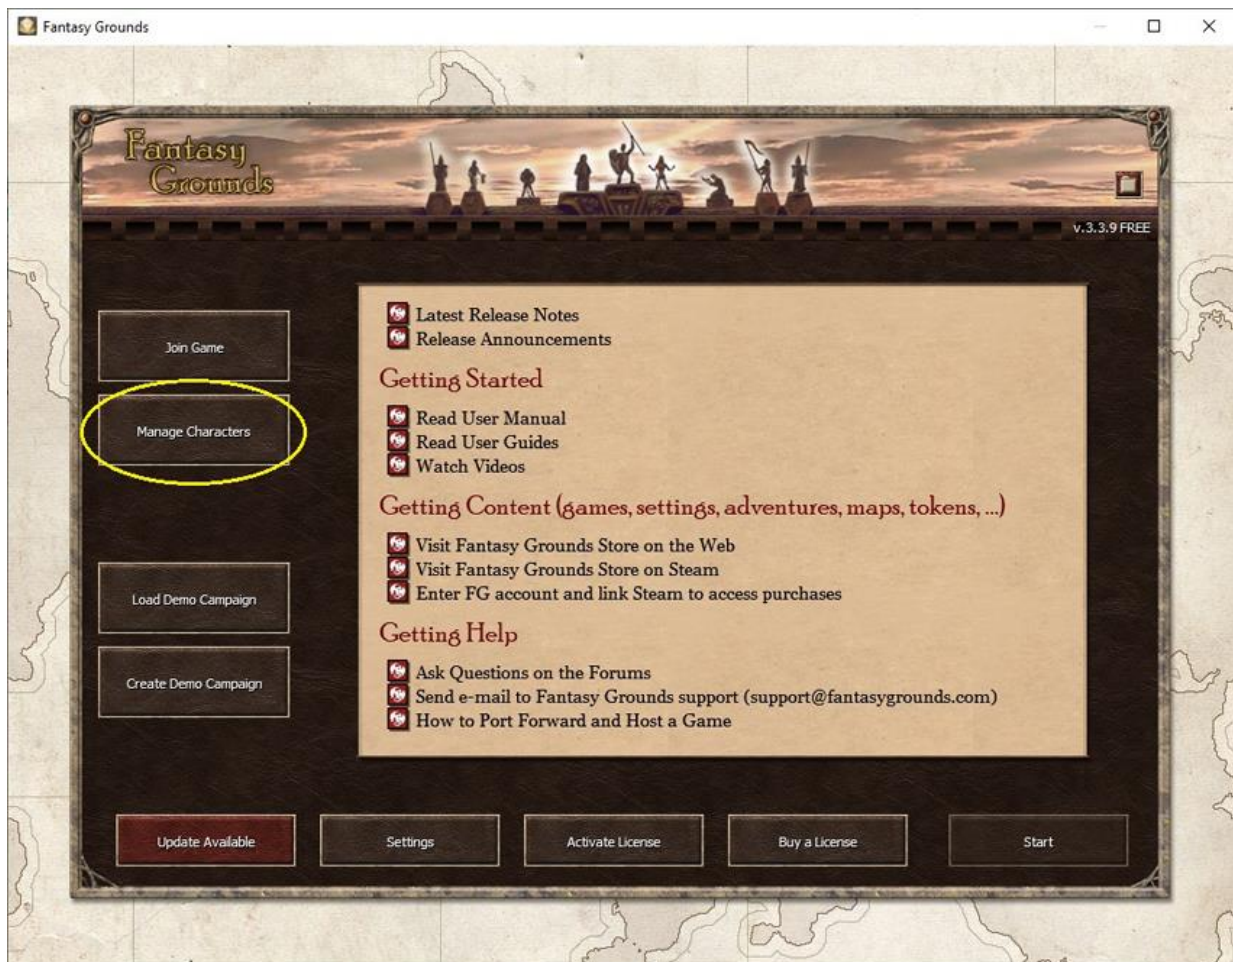 Fantasy Grounds
Fantasy
Grounds
v.3.3.9 FREE
Join Game
Manage Characters
Load Demo Campaign
Create Demo Campaign
Latest Release Notes
Release Announcements
Getting Started
Read User Manual
Read User Guides
Watch Videos
Getting Content (games, settings, adventures, maps, tokens, ...)
Visit Fantasy Grounds Store on the Web
Visit Fantasy Grounds Store on Steam
Enter FG account and link Steam to access purchases
Getting Help
Ask Questions on the Forums
Send e-mail to Fantasy Grounds support (support@fantasygrounds.com)
How to Port Forward and Host a Game
Update Available
Settings
Activate License
Buy a License
Start